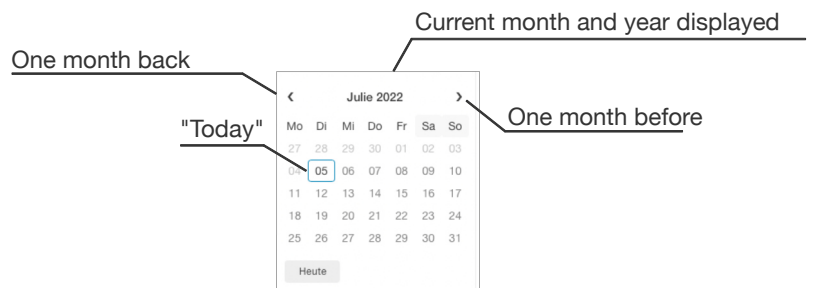 Current month and year displayed
One month back
"Today"
One month before
‹ Julie 2022 ›
Mo Di Mi Do Fr Sa So
27 28 29 30 01 02 03
04 05 06 07 08 09 10
11 12 13 14 15 16 17
18 19 20 21 22 23 24
25 26 27 28 29 30 31
Heute